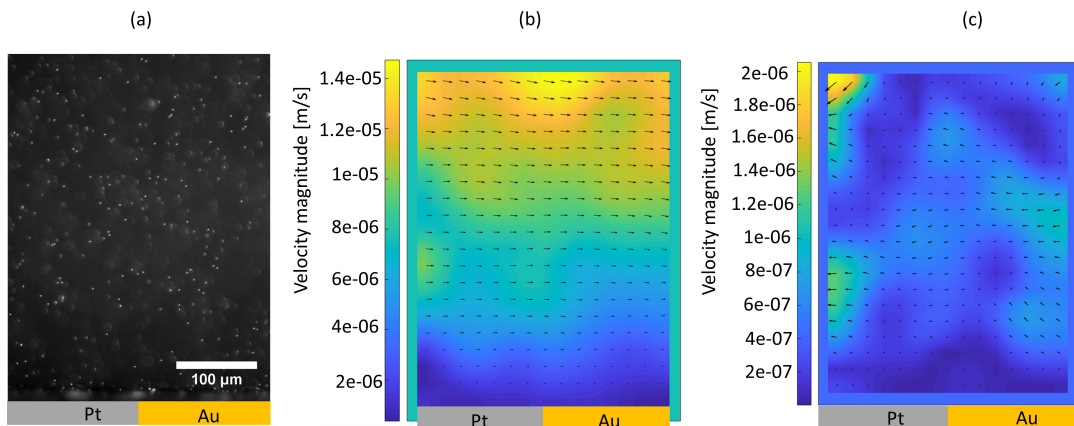 (a)
(b)
(c)
100 µm
Pt
Au
Velocity magnitude [m/s]
1.4e-05
1.2e-05
1e-05
8e-06
6e-06
4e-06
2e-06
Pt
Au
Velocity magnitude [m/s]
2e-06
1.8e-06
1.6e-06
1.4e-06
1.2e-06
1e-06
8e-07
6e-07
4e-07
2e-07
Pt
Au